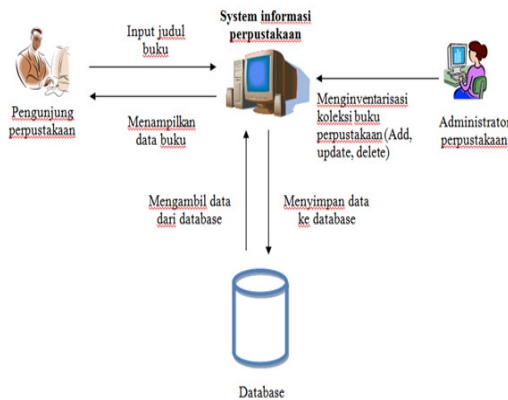 System informasi
perpustakaan
Input judul
buku
Pengunjung
perpustakaan
Menampilkan
data buku
Menginventarisasi
koleksi buku
perpustakaan (Add,
update, delete)
Administrator
perpustakaan
Mengambil data
dari database
Menyimpan data
ke database
Database